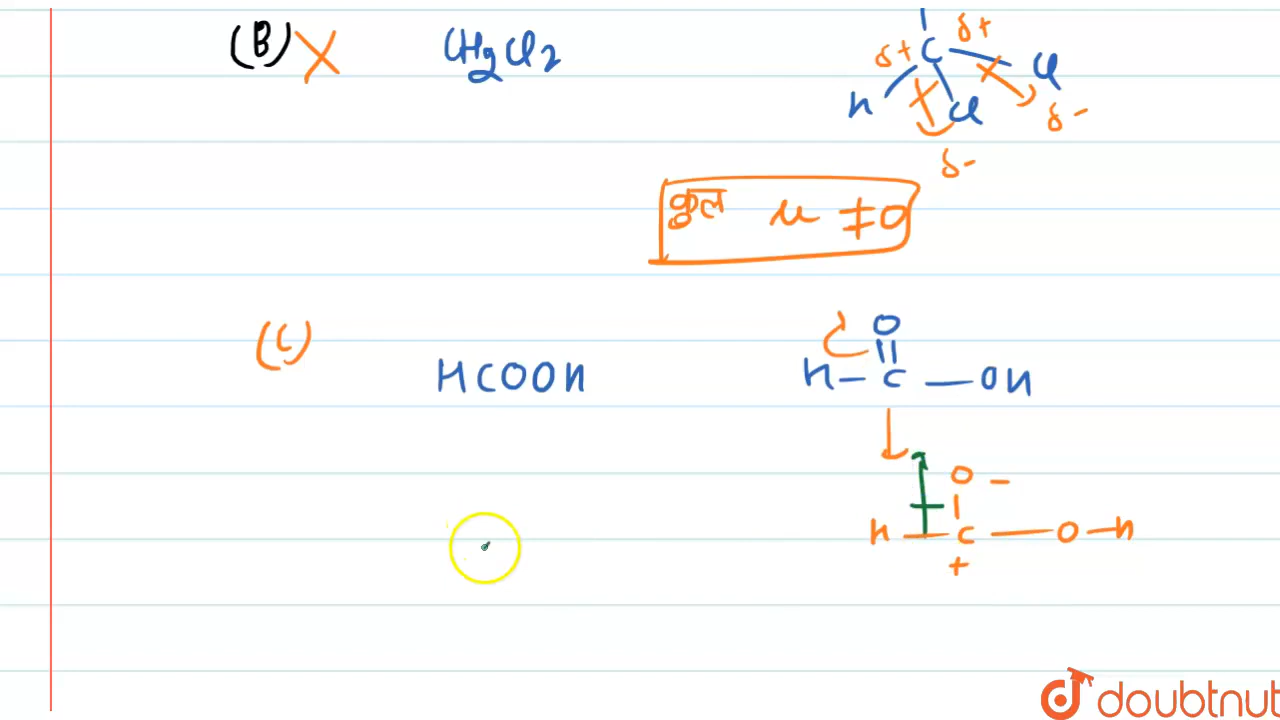 (B) X CH2Cl2
δ+ C δ+ Cl
H Cl δ-
δ-
कुल μ ≠ 0
(C) HCOOH
O
H - C - OH
O -
H - C - O - H
+
doubtnut